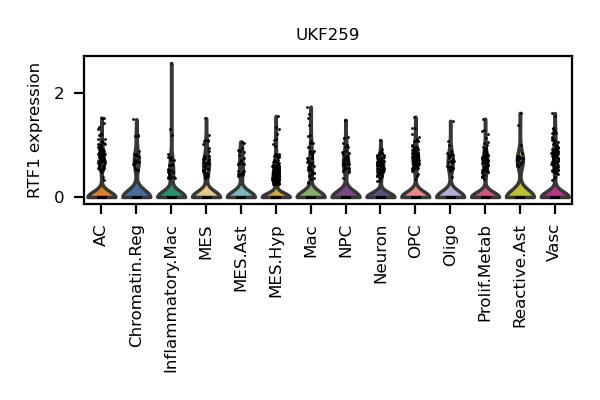 UKF259
RTF1 expression
2
0
AC
Chromatin.Reg
Inflammatory.Mac
MES
MES.Ast
MES.Hyp
Mac
NPC
Neuron
OPC
Oligo
Prolif.Metab
Reactive.Ast
Vasc